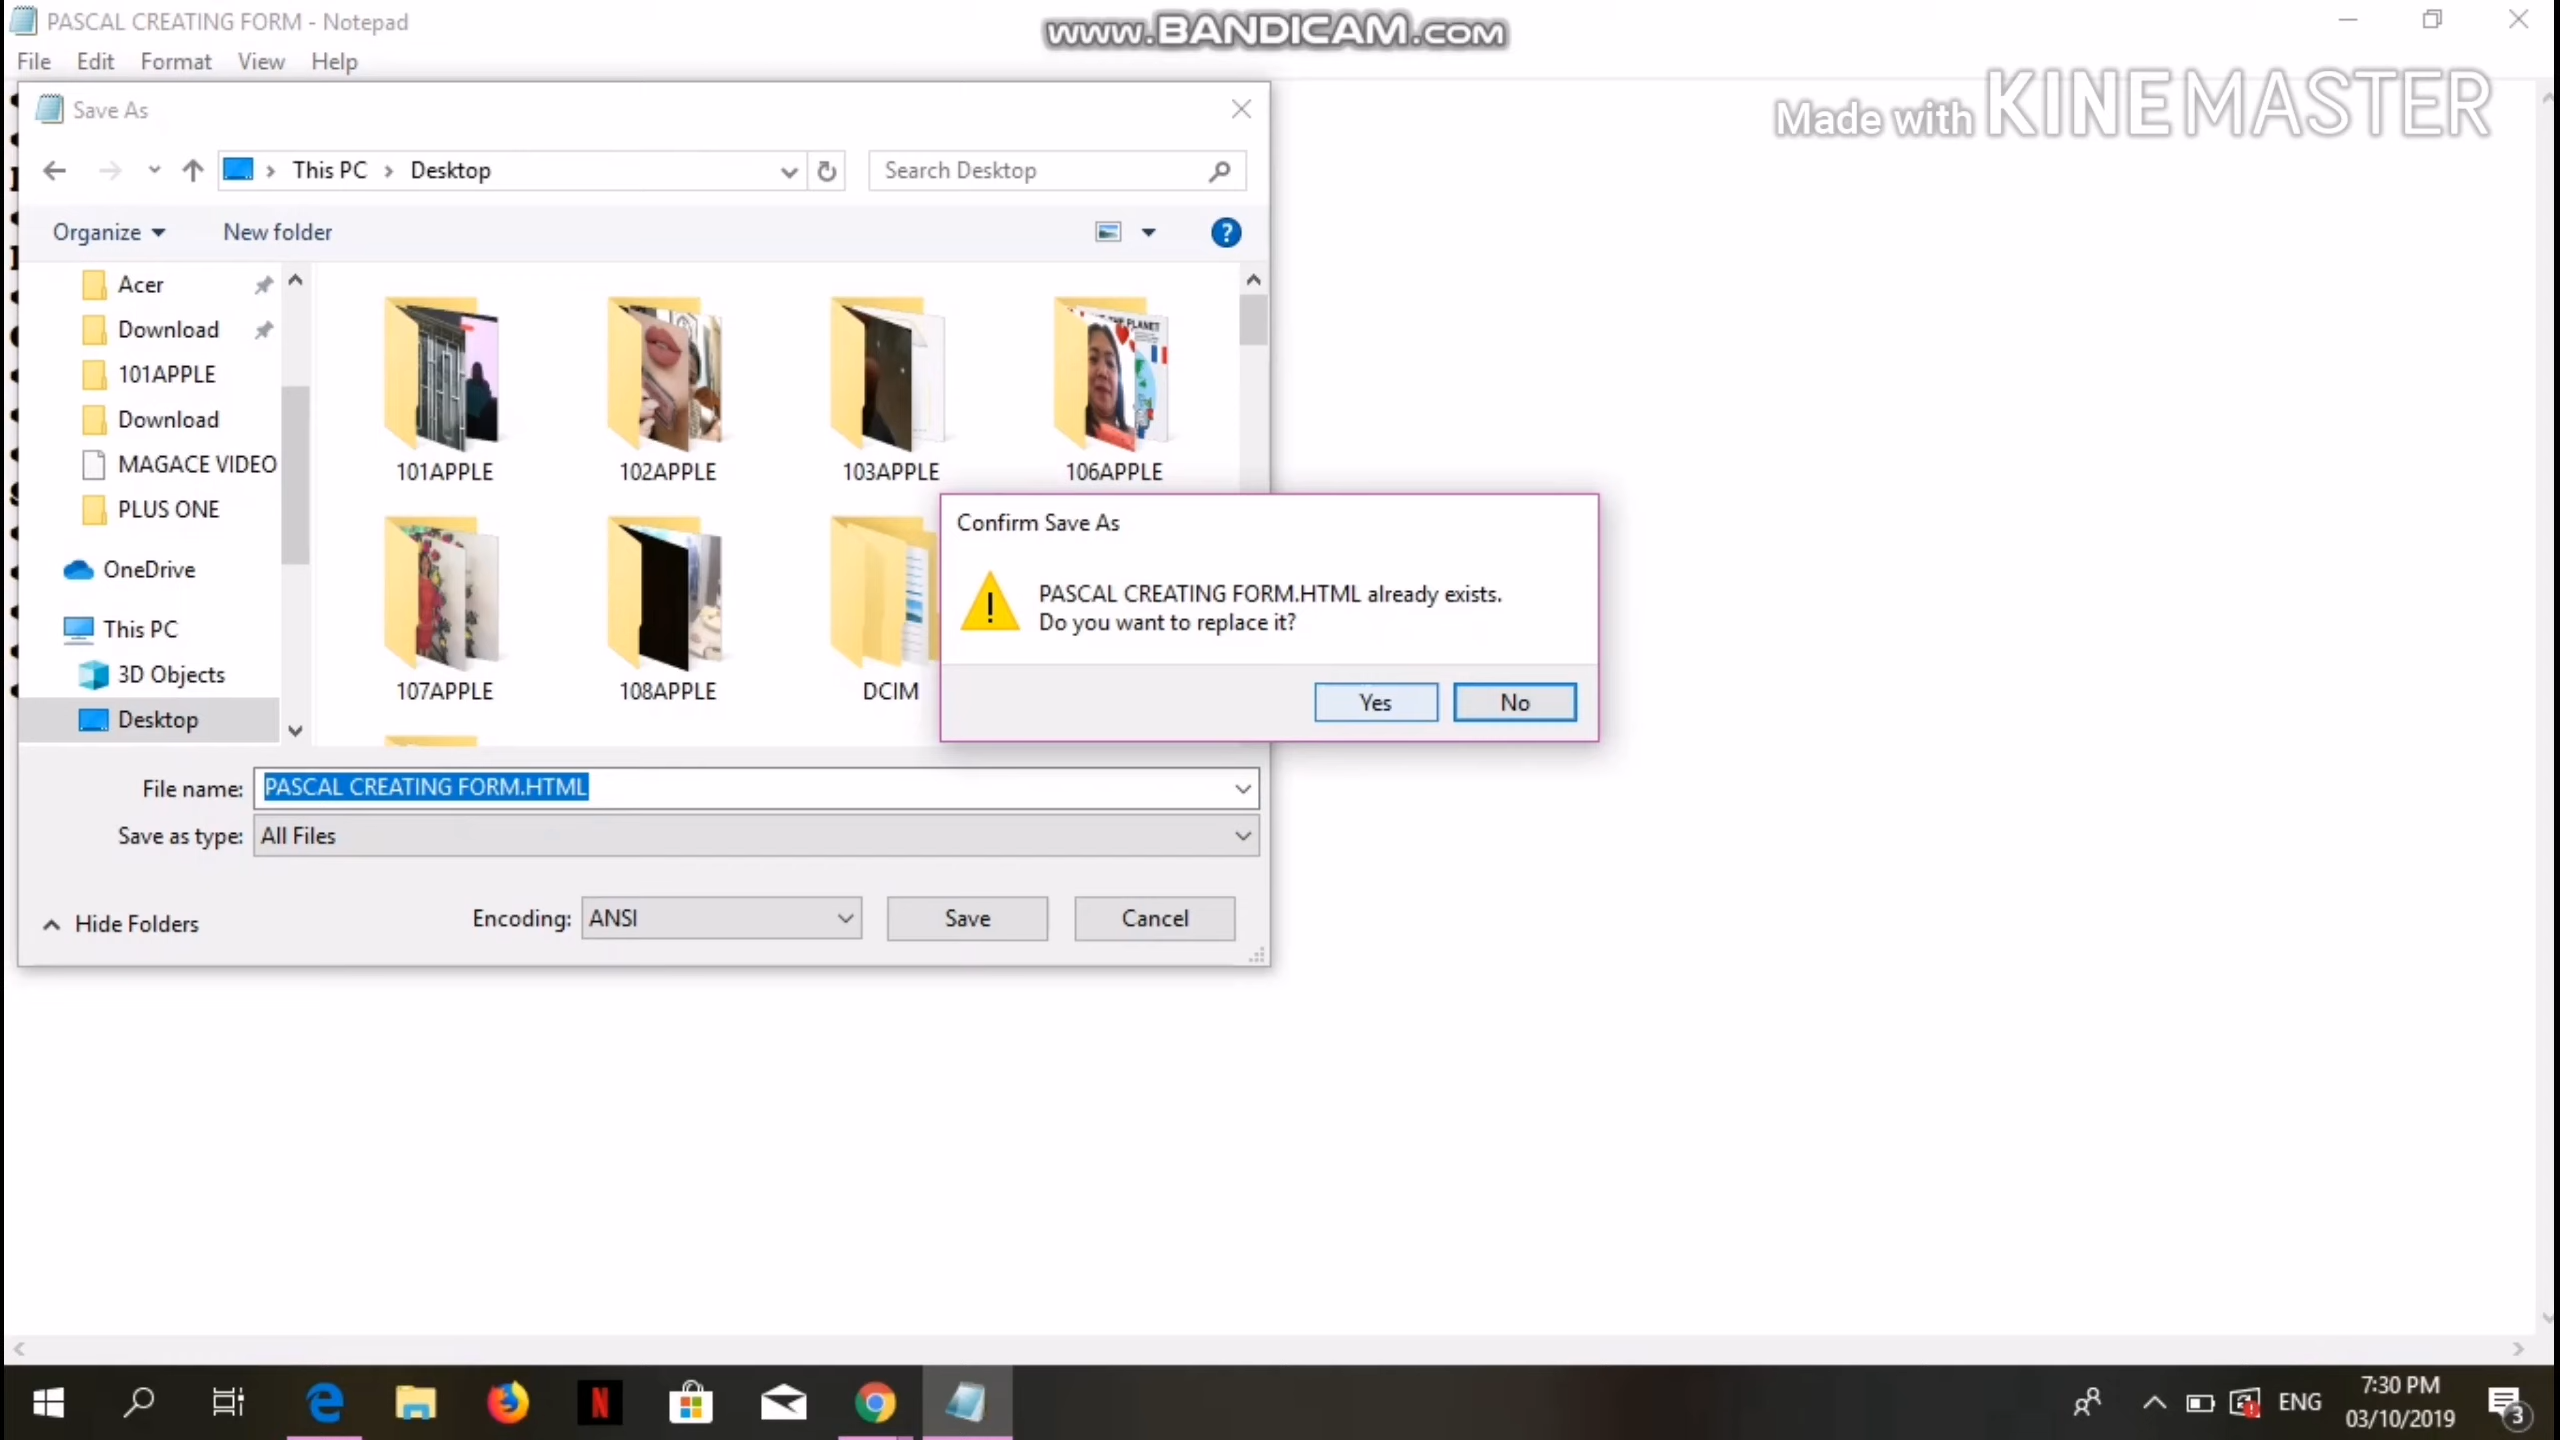 PASCAL CREATING FORM - Notepad
www.BANDICAM.com
File Edit Format View Help
Made with KINEMASTER
Save As
This PC > Desktop
Search Desktop
Organize
New folder
Acer
Download
101APPLE
Download
MAGACE VIDEO
PLUS ONE
OneDrive
This PC
3D Objects
Desktop
PLANET
101APPLE
102APPLE
103APPLE
106APPLE
107APPLE
108APPLE
DCIM
Confirm Save As
PASCAL CREATING FORM.HTML already exists.
Do you want to replace it?
Yes
No
File name: PASCAL CREATING FORM.HTML
Save as type: All Files
Hide Folders
Encoding: ANSI
Save
Cancel
ENG
7:30 PM
03/10/2019
3